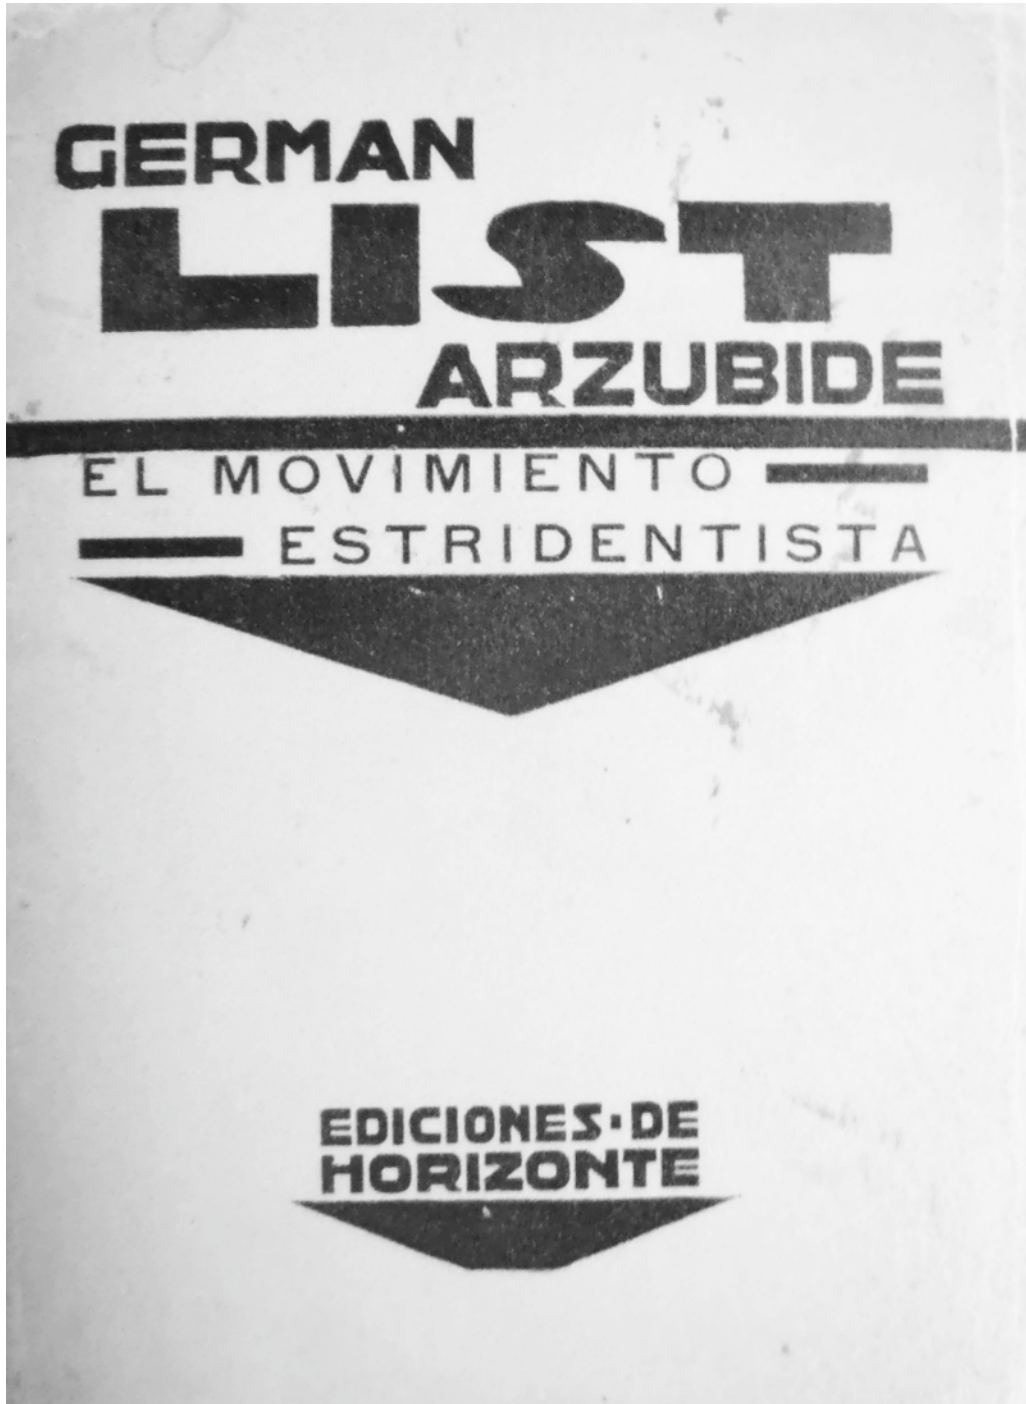 GERMAN
LIST
ARZUBIDE
EL MOVIMIENTO
ESTRIDENTISTA
EDICIONES·DE
HORIZONTE